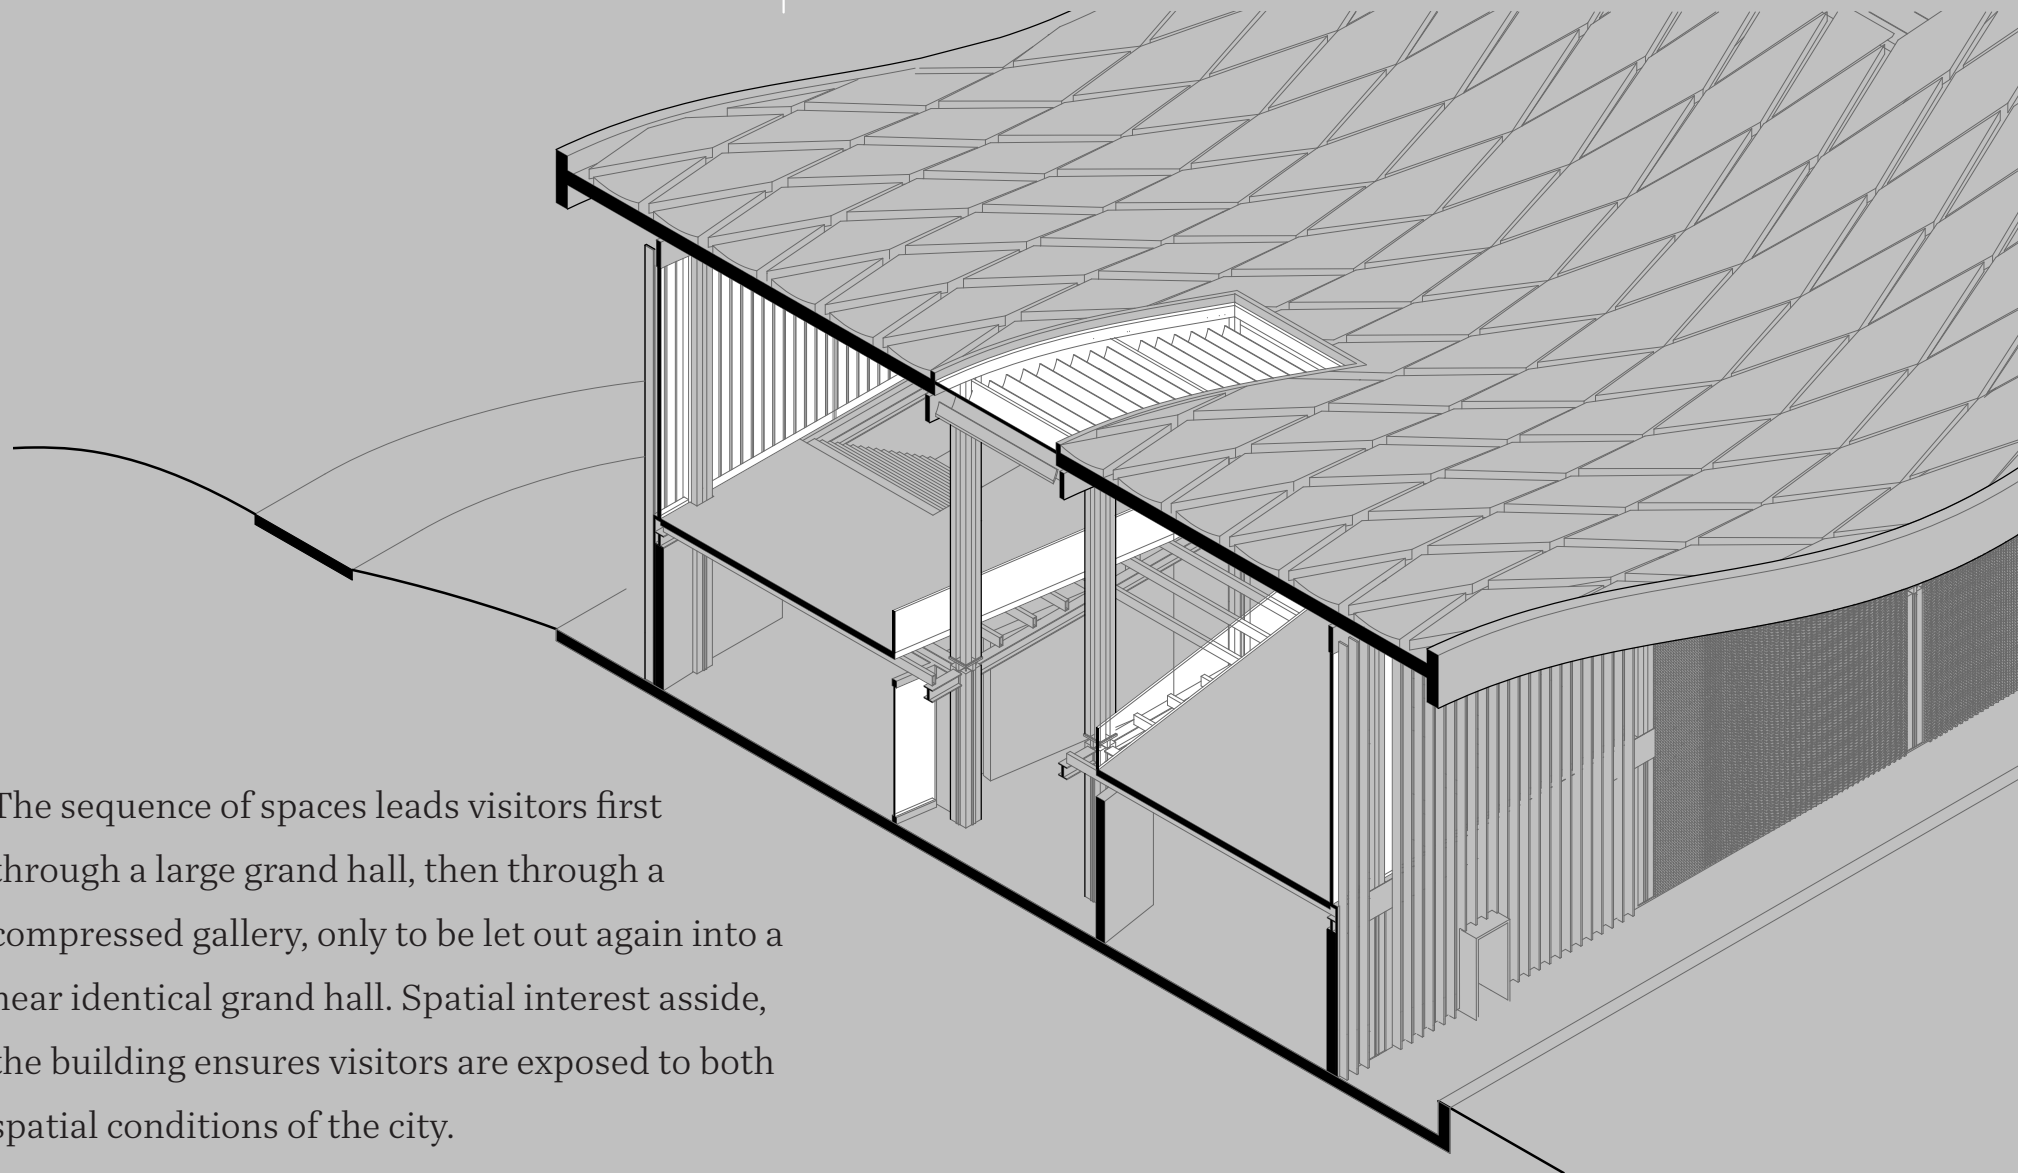 The sequence of spaces leads visitors first
through a large grand hall, then through a
compressed gallery, only to be let out again into a
near identical grand hall. Spatial interest asside,
the building ensures visitors are exposed to both
spatial conditions of the city.